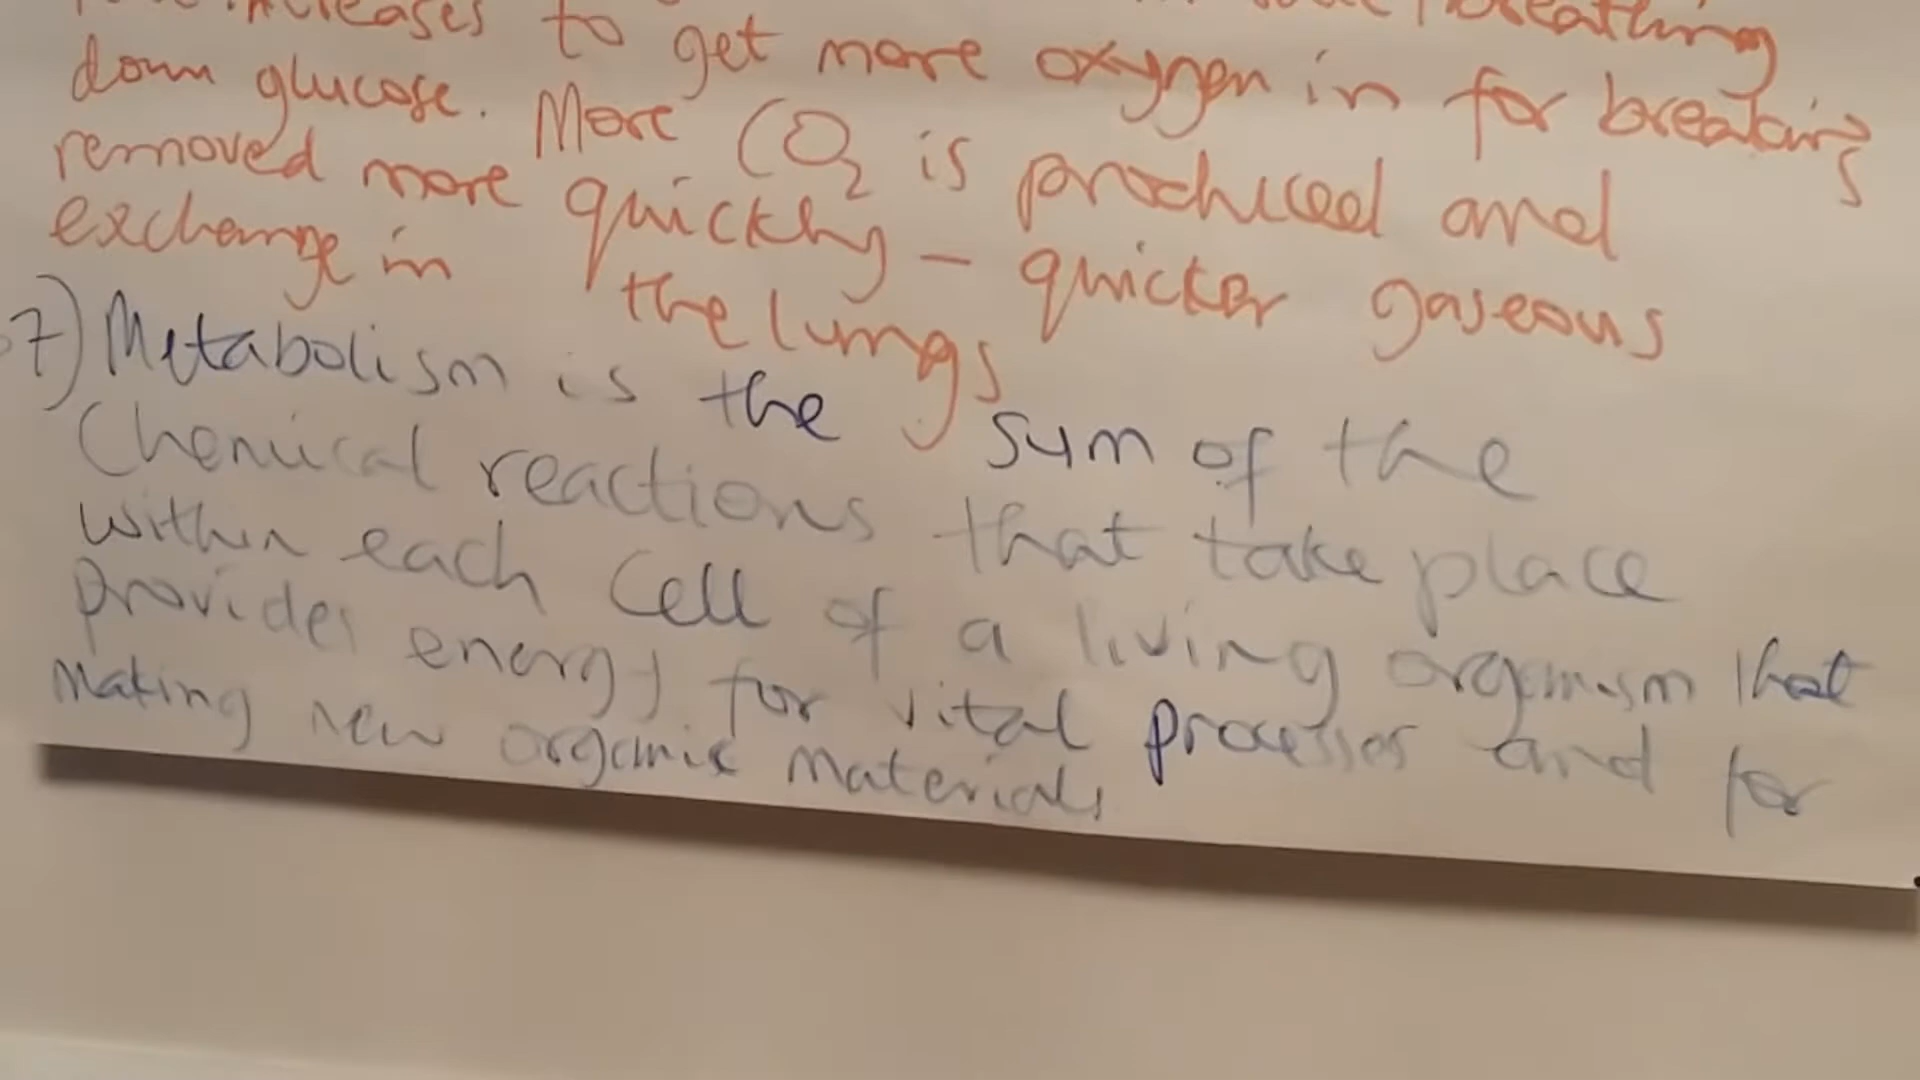 increases to get more oxygen in for breaking
down glucose. More CO2 is produced and
removed more quickly - quicker gaseous
exchange in the lungs
7) Metabolism is the sum of the
Chemical reactions that take place
within each Cell of a living organism that
provides energy for vital processes and for
making new organic materials